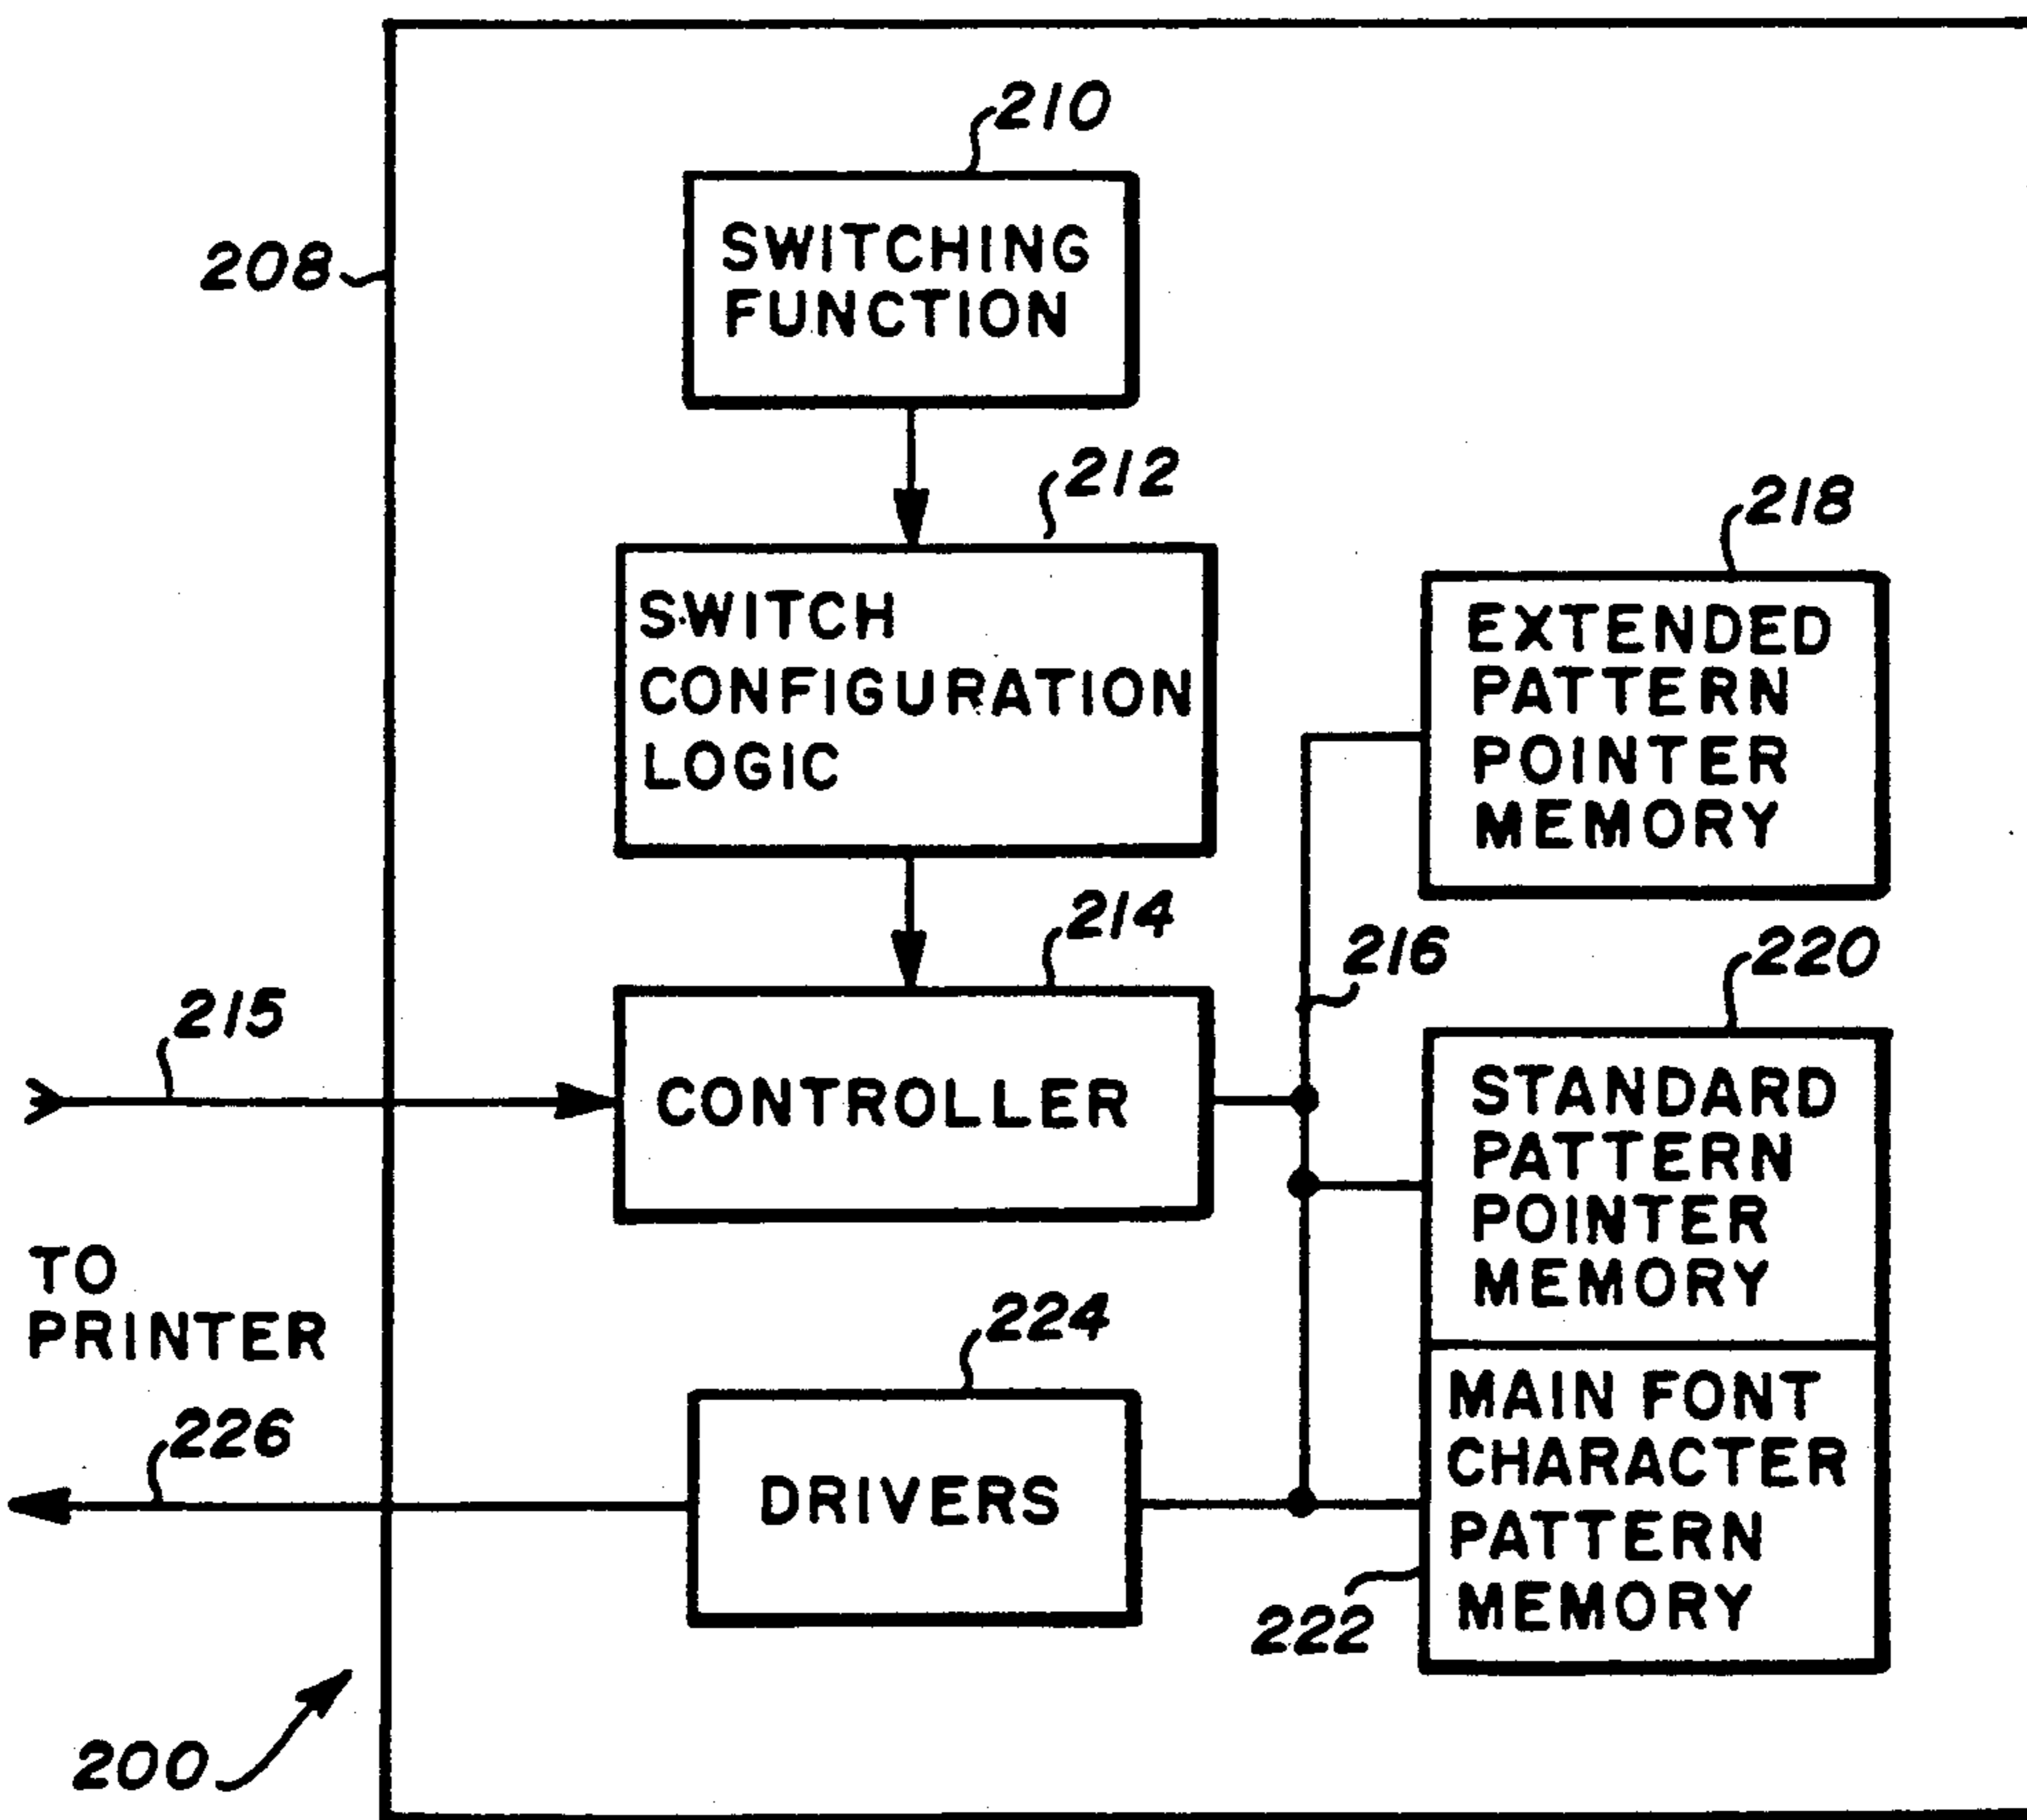 210
SWITCHING
FUNCTION
208
212
SWITCH
CONFIGURATION
LOGIC
218
EXTENDED
PATTERN
POINTER
MEMORY
214
216
220
215
CONTROLLER
STANDARD
PATTERN
POINTER
MEMORY
TO
PRINTER
224
226
DRIVERS
MAIN FONT
CHARACTER
PATTERN
MEMORY
222
200